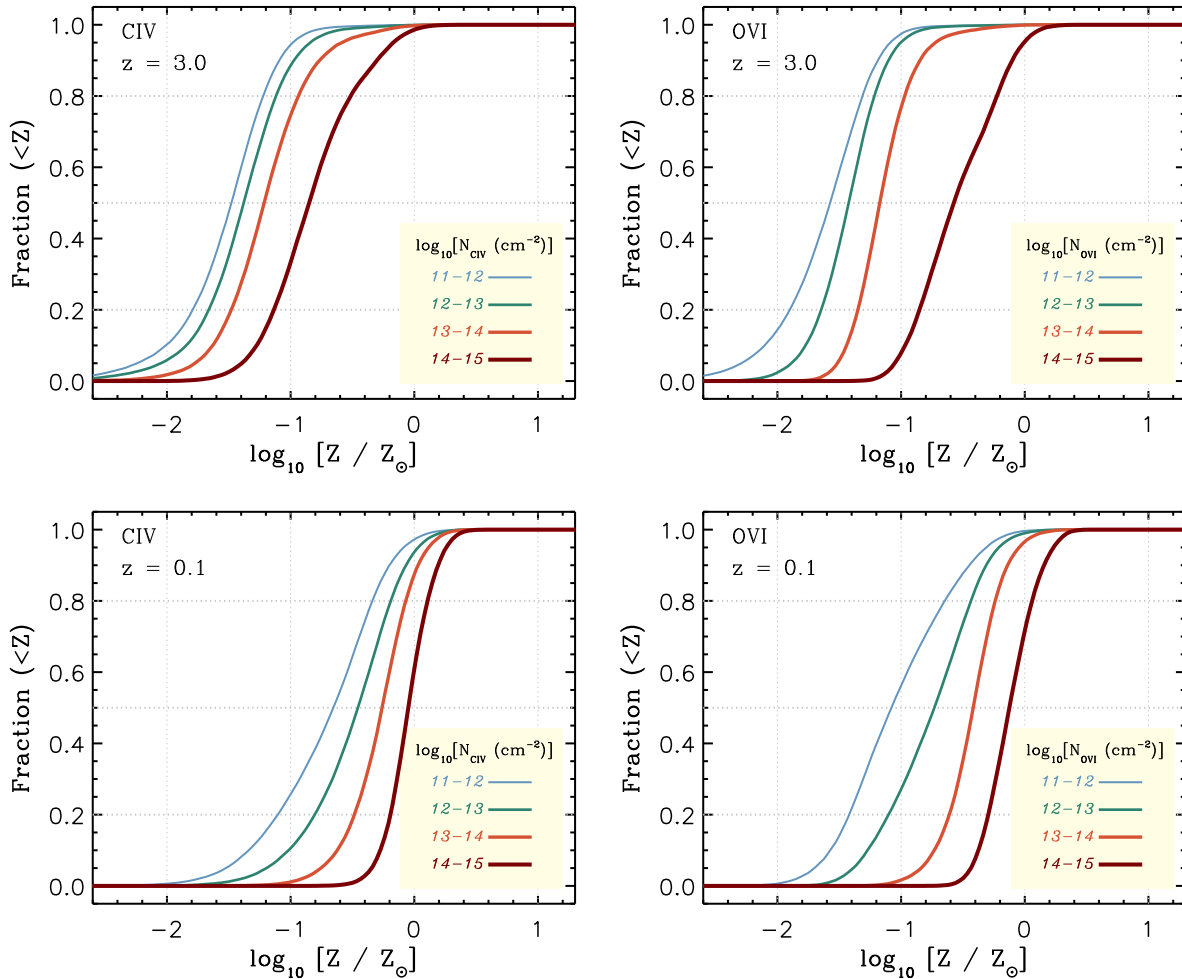 CIV
z = 3.0
Fraction (<Z)
1.0
0.8
0.6
0.4
0.2
0.0
log₁₀[N_CIV (cm⁻²)]
11−12
12−13
13−14
14−15
−2 −1 0 1
log₁₀ [Z / Z⊙]
OVI
z = 3.0
Fraction (<Z)
1.0
0.8
0.6
0.4
0.2
0.0
log₁₀[N_OVI (cm⁻²)]
11−12
12−13
13−14
14−15
−2 −1 0 1
log₁₀ [Z / Z⊙]
CIV
z = 0.1
Fraction (<Z)
1.0
0.8
0.6
0.4
0.2
0.0
log₁₀[N_CIV (cm⁻²)]
11−12
12−13
13−14
14−15
−2 −1 0 1
log₁₀ [Z / Z⊙]
OVI
z = 0.1
Fraction (<Z)
1.0
0.8
0.6
0.4
0.2
0.0
log₁₀[N_OVI (cm⁻²)]
11−12
12−13
13−14
14−15
−2 −1 0 1
log₁₀ [Z / Z⊙]